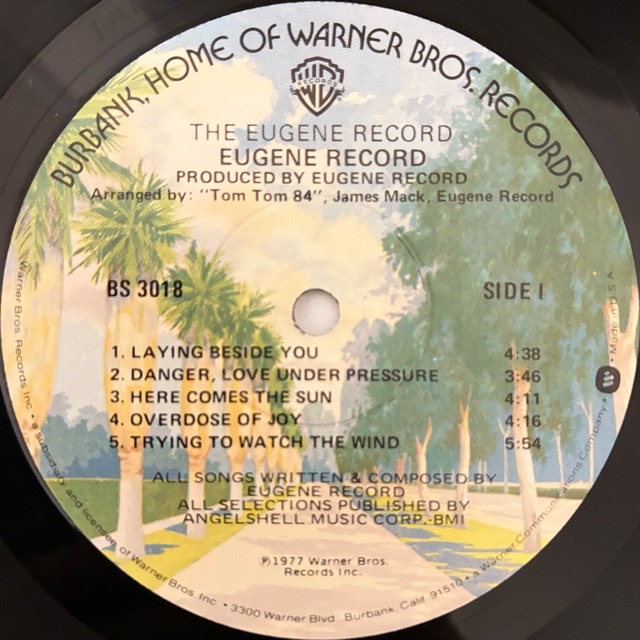 BURBANK, HOME OF WARNER BROS. RECORDS
WB
RECORDS
THE EUGENE RECORD
EUGENE RECORD
PRODUCED BY EUGENE RECORD
Arranged by: "Tom Tom 84", James Mack, Eugene Record
BS 3018
SIDE I
1. LAYING BESIDE YOU 4:38
2. DANGER, LOVE UNDER PRESSURE 3:46
3. HERE COMES THE SUN 4:11
4. OVERDOSE OF JOY 4:16
5. TRYING TO WATCH THE WIND 5:54
ALL SONGS WRITTEN & COMPOSED BY
EUGENE RECORD
ALL SELECTIONS PUBLISHED BY
ANGELSHELL MUSIC CORP.-BMI
℗1977 Warner Bros.
Records Inc.
Warner Bros. Records Inc. • a subsidiary and licensee of Warner Bros. Inc. • 3300 Warner Blvd., Burbank, Calif. 91510 • a Warner Communications Company • Made in U.S.A.